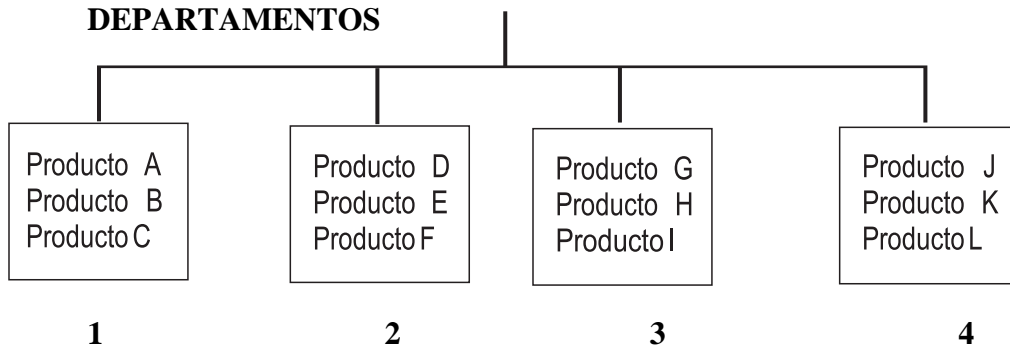 DEPARTAMENTOS
Producto A
Producto B
Producto C
Producto D
Producto E
Producto F
Producto G
Producto H
Producto I
Producto J
Producto K
Producto L
1 2 3 4